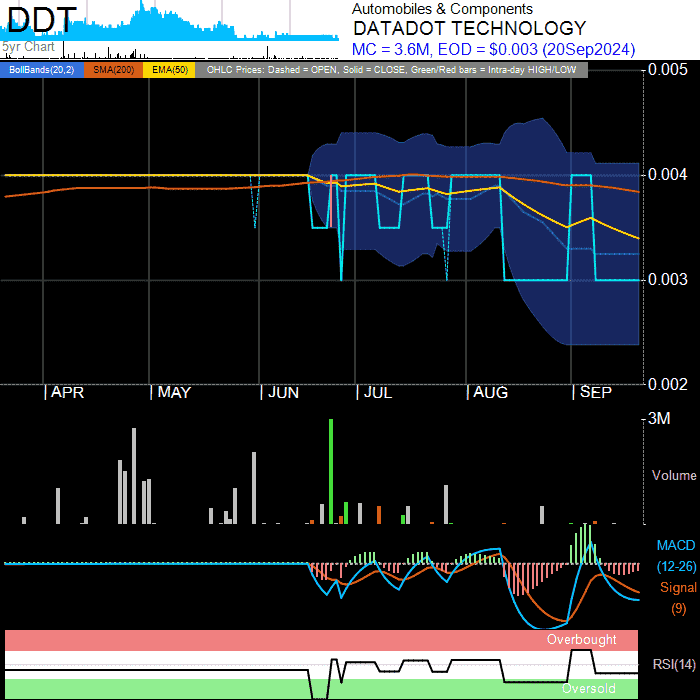 DDT
5yr Chart
Automobiles & Components
DATADOT TECHNOLOGY
MC = 3.6M, EOD = $0.003 (20Sep2024)
BollBands(20,2) SMA(200) EMA(50) OHLC Prices: Dashed = OPEN, Solid = CLOSE, Green/Red bars = Intra-day HIGH/LOW
0.005
0.004
0.003
0.002
APR MAY JUN JUL AUG SEP
3M
Volume
MACD
(12-26)
Signal
(9)
Overbought
RSI(14)
Oversold